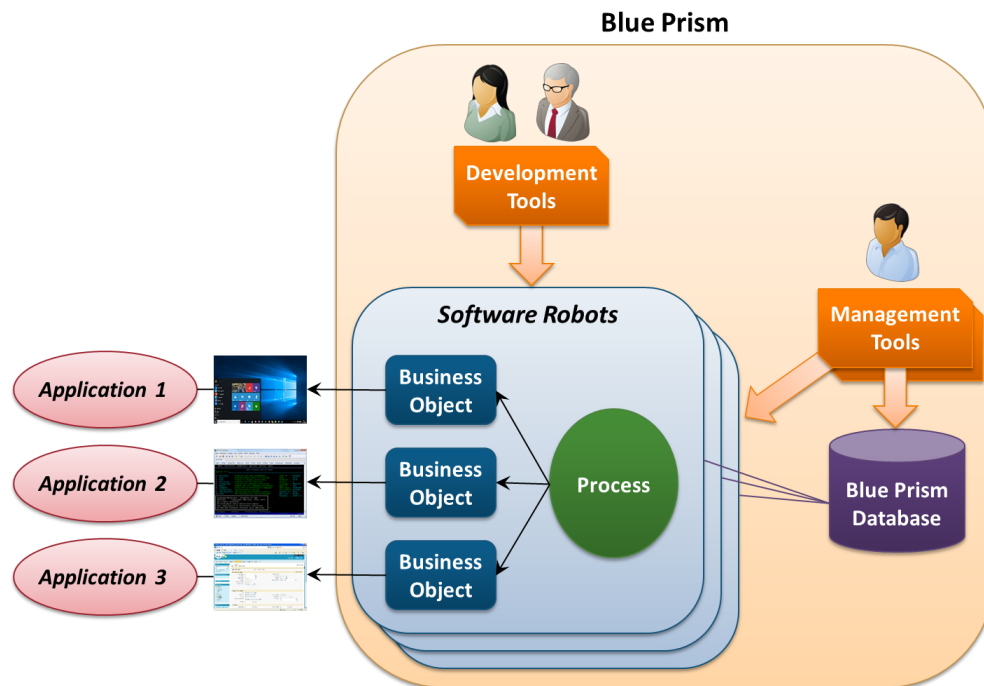 Blue Prism
Development
Tools
Management
Tools
Software Robots
Application 1
Business
Object
Application 2
Business
Object
Process
Blue Prism
Database
Application 3
Business
Object